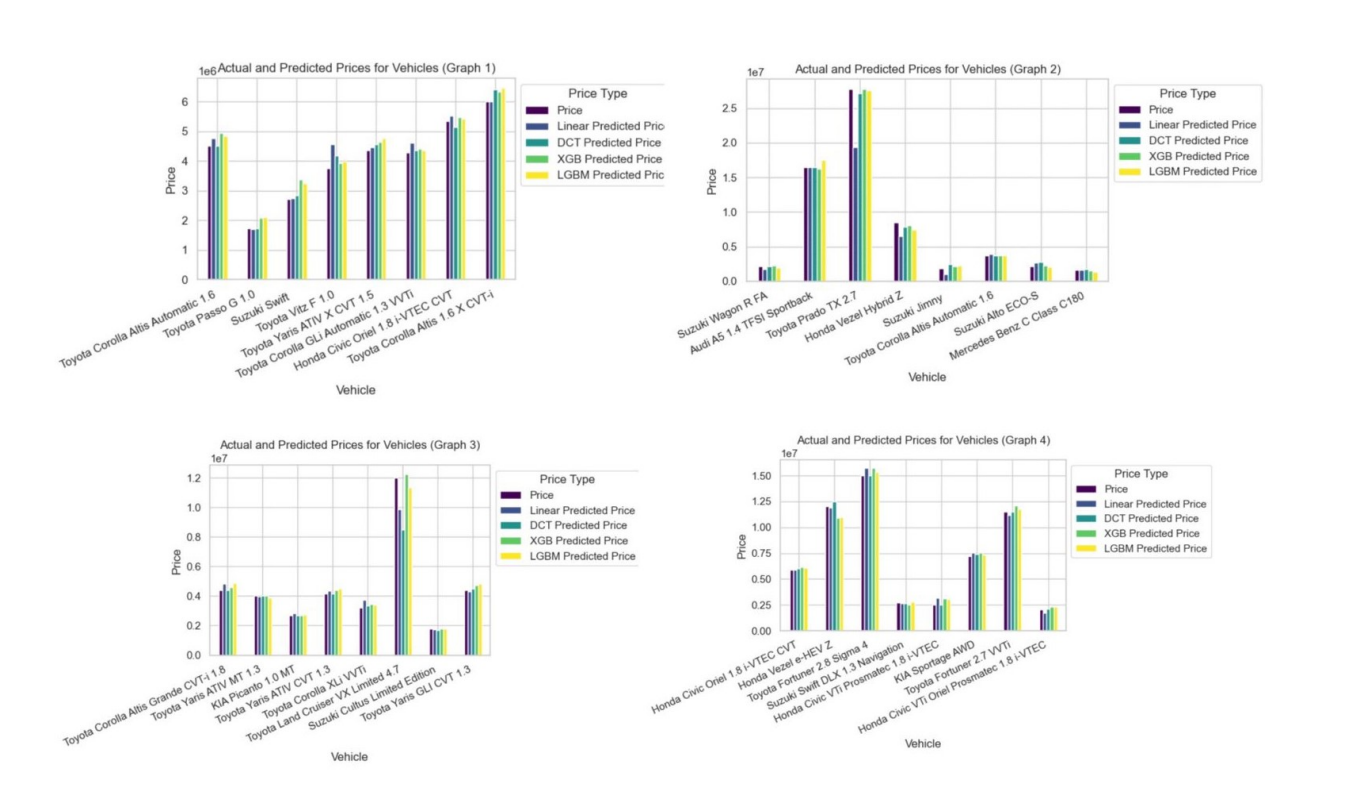 Actual and Predicted Prices for Vehicles (Graph 1)
1e6
Price
6
5
4
3
2
1
0
Toyota Corolla Altis Automatic 1.6
Toyota Passo G 1.0
Suzuki Swift
Toyota Vitz F 1.0
Toyota Yaris ATIV X CVT 1.5
Toyota Corolla GLi Automatic 1.3 VVTi
Honda Civic Oriel 1.8 i-VTEC CVT
Toyota Corolla Altis 1.6 X CVT-i
Vehicle
Price Type
Price
Linear Predicted Pric
DCT Predicted Price
XGB Predicted Price
LGBM Predicted Pric
Actual and Predicted Prices for Vehicles (Graph 2)
1e7
Price
2.5
2.0
1.5
1.0
0.5
0.0
Suzuki Wagon R FA
Audi A5 1.4 TFSI Sportback
Toyota Prado TX 2.7
Honda Vezel Hybrid Z
Suzuki Jimny
Toyota Corolla Altis Automatic 1.6
Suzuki Alto ECO-S
Mercedes Benz C Class C180
Vehicle
Price Type
Price
Linear Predicted Price
DCT Predicted Price
XGB Predicted Price
LGBM Predicted Price
Actual and Predicted Prices for Vehicles (Graph 3)
1e7
Price
1.2
1.0
0.8
0.6
0.4
0.2
0.0
Toyota Corolla Altis Grande CVT-i 1.8
Toyota Yaris ATIV MT 1.3
KIA Picanto 1.0 MT
Toyota Yaris ATIV CVT 1.3
Toyota Corolla XLi VVTi
Toyota Land Cruiser VX Limited 4.7
Suzuki Cultus Limited Edition
Toyota Yaris GLI CVT 1.3
Vehicle
Price Type
Price
Linear Predicted Price
DCT Predicted Price
XGB Predicted Price
LGBM Predicted Price
Actual and Predicted Prices for Vehicles (Graph 4)
1e7
Price
1.50
1.25
1.00
0.75
0.50
0.25
0.00
Honda Civic Oriel 1.8 i-VTEC CVT
Honda Vezel e-HEV Z
Toyota Fortuner 2.8 Sigma 4
Suzuki Swift DLX 1.3 Navigation
Honda Civic VTi Prosmatec 1.8 i-VTEC
KIA Sportage AWD
Toyota Fortuner 2.7 VVTi
Honda Civic VTi Oriel Prosmatec 1.8 i-VTEC
Vehicle
Price Type
Price
Linear Predicted Price
DCT Predicted Price
XGB Predicted Price
LGBM Predicted Price